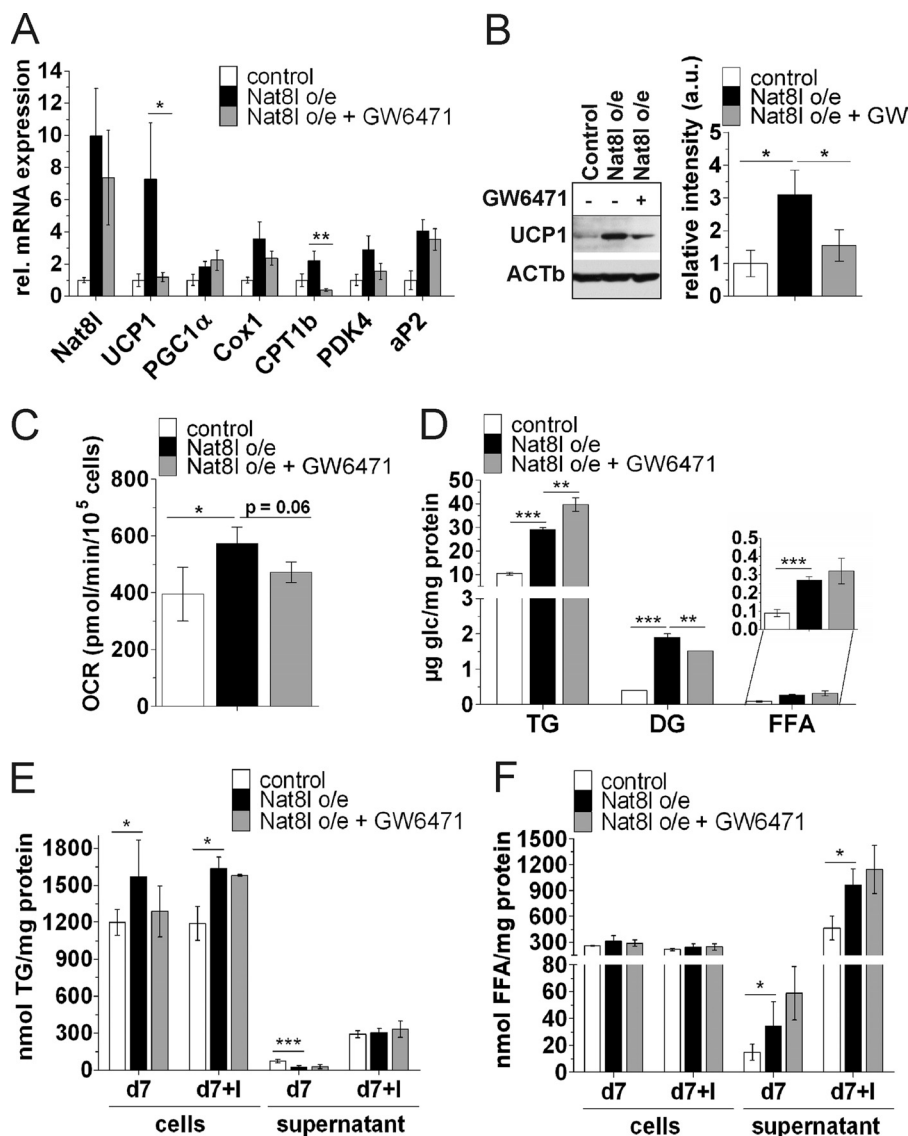 A
control
Nat8l o/e
Nat8l o/e + GW6471
rel. mRNA expression
14
12
10
8
6
4
2
0
*
**
Nat8l
UCP1
PGC1α
Cox1
CPT1b
PDK4
aP2
B
Control
Nat8l o/e
Nat8l o/e
GW6471
- - +
UCP1
ACTb
control
Nat8l o/e
Nat8l o/e + GW
relative intensity (a.u.)
5
4
3
2
1
0
* *
C
control
Nat8l o/e
Nat8l o/e + GW6471
OCR (pmol/min/10⁵ cells)
800
600
400
200
0
* p = 0.06
D
control
Nat8l o/e
Nat8l o/e + GW6471
µg glc/mg protein
50
40
30
20
10
2
1
0
*** **
*** **
0.5
0.4
0.3
0.2
0.1
0.0
***
TG DG FFA
E
control
Nat8l o/e
Nat8l o/e + GW6471
nmol TG/mg protein
1800
1500
1200
900
600
300
0
* * ***
d7 d7+I d7 d7+I
cells supernatant
F
control
Nat8l o/e
Nat8l o/e + GW6471
nmol FFA/mg protein
1500
1200
900
600
300
80
60
40
20
0
* *
d7 d7+I d7 d7+I
cells supernatant